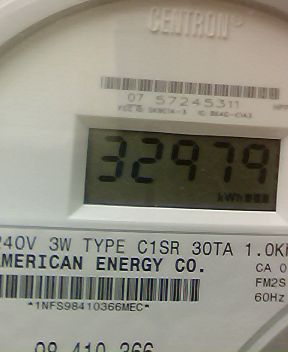 CENTRON
07 57245311
32979
kWh
240V 3W TYPE C1SR 30TA 1.0K
AMERICAN ENERGY CO.
CA 0
FM2S
60Hz
*1NFS98410366MEC*
98 410 366